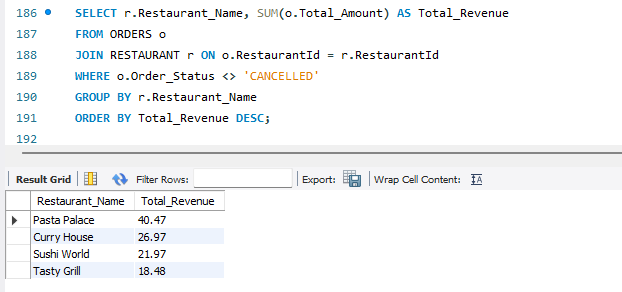 186 SELECT r.Restaurant_Name, SUM(o.Total_Amount) AS Total_Revenue
187 FROM ORDERS o
188 JOIN RESTAURANT r ON o.RestaurantId = r.RestaurantId
189 WHERE o.Order_Status <> 'CANCELLED'
190 GROUP BY r.Restaurant_Name
191 ORDER BY Total_Revenue DESC;
192
Result Grid Filter Rows: Export: Wrap Cell Content: IA
Restaurant_Name Total_Revenue
Pasta Palace 40.47
Curry House 26.97
Sushi World 21.97
Tasty Grill 18.48